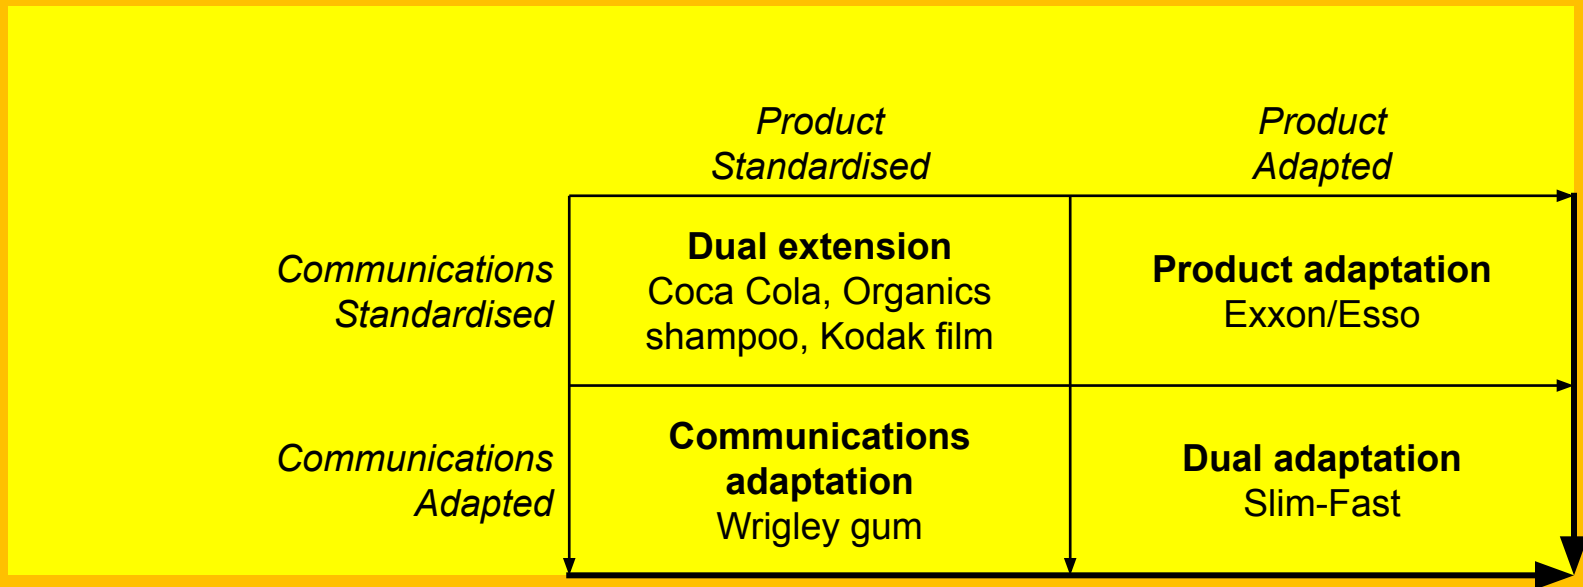 Product
Standardised
Product
Adapted
Communications
Standardised
Dual extension
Coca Cola, Organics
shampoo, Kodak film
Product adaptation
Exxon/Esso
Communications
Adapted
Communications
adaptation
Wrigley gum
Dual adaptation
Slim-Fast